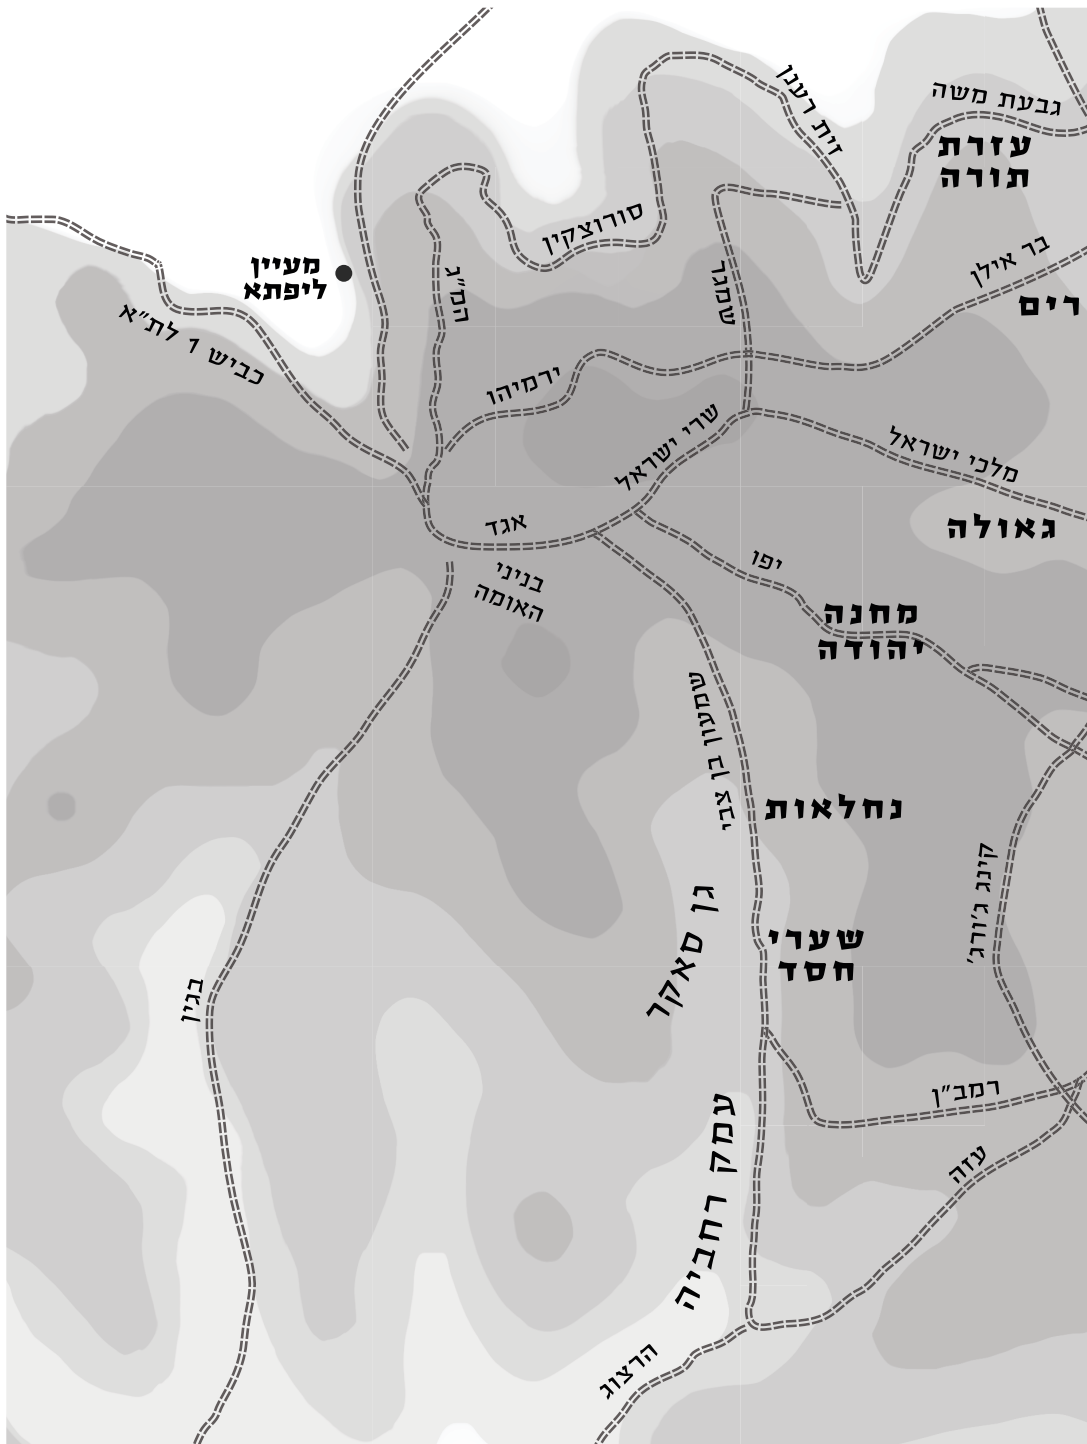 גבעת משה
זית רענן
עזרת
תורה
סורוצקין
בר אילן
מעיין
ליפתא
המ״ג
שמגר
רים
כביש 1 לת״א
ירמיהו
שרי ישראל
מלכי ישראל
אגד
גאולה
יפו
בניני
האומה
מחנה
יהודה
שמעון בן צבי
נחלאות
קינג ג׳ורג׳
גן סאקר
שערי
חסד
בגין
רמב״ן
עמק רחביה
עזה
הרצוג